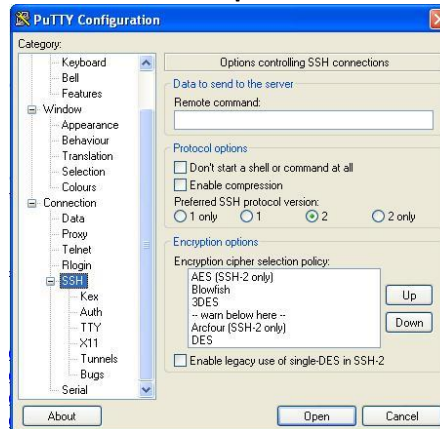 PuTTY Configuration
Category:
Keyboard
Bell
Features
Window
Appearance
Behaviour
Translation
Selection
Colours
Connection
Data
Proxy
Telnet
Rlogin
SSH
Kex
Auth
TTY
X11
Tunnels
Bugs
Serial
Options controlling SSH connections
Data to send to the server
Remote command:
Protocol options
Don't start a shell or command at all
Enable compression
Preferred SSH protocol version:
1 only 1 2 2 only
Encryption options
Encryption cipher selection policy:
AES (SSH-2 only)
Blowfish
3DES
-- warn below here --
Arcfour (SSH-2 only)
DES
Up
Down
Enable legacy use of single-DES in SSH-2
About Open Cancel